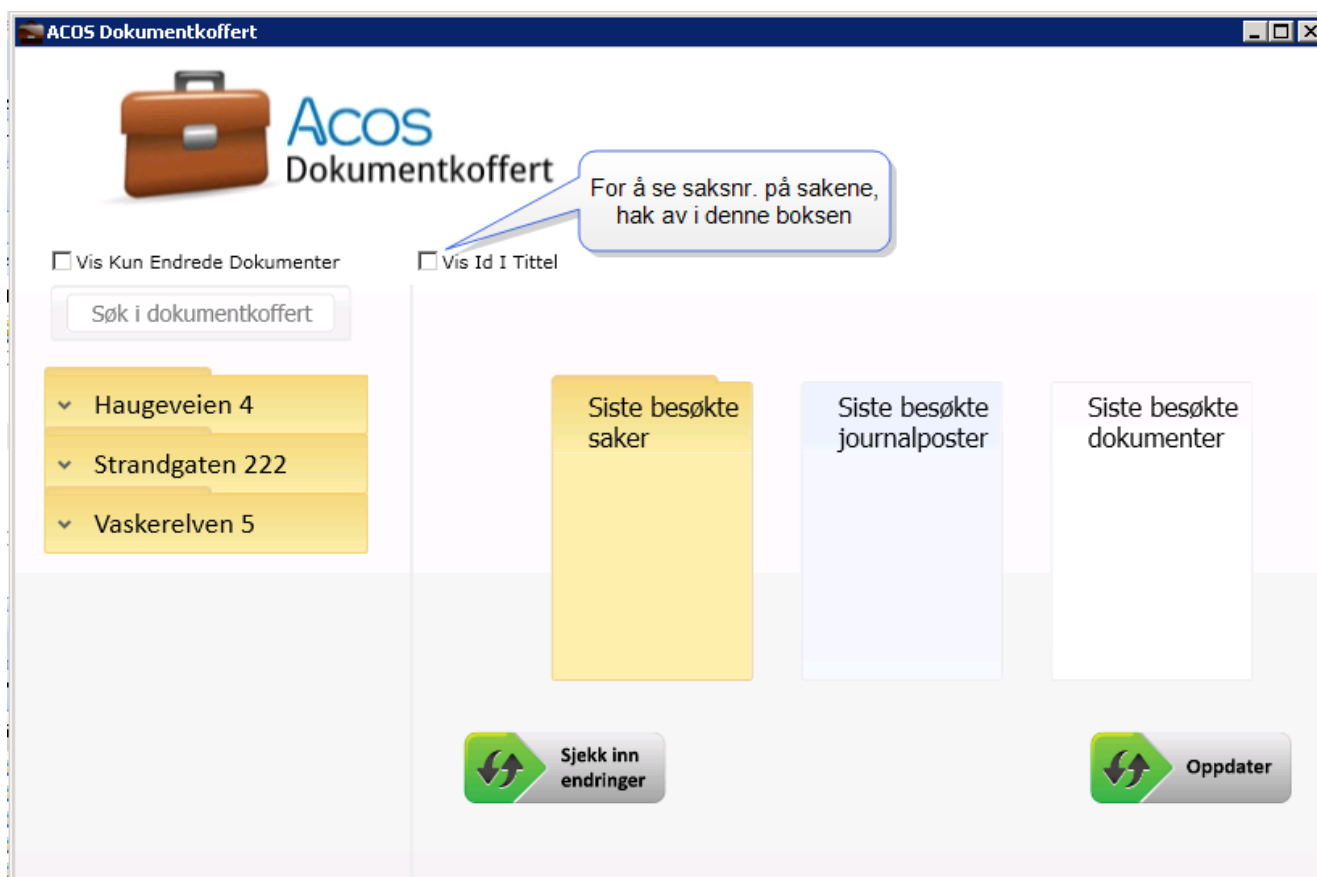 ACOS Dokumentkoffert
Acos
Dokumentkoffert
For å se saksnr. på sakene,
hak av i denne boksen
Vis Kun Endrede Dokumenter
Vis Id I Tittel
Søk i dokumentkoffert
Haugeveien 4
Strandgaten 222
Vaskerelven 5
Siste besøkte
saker
Siste besøkte
journalposter
Siste besøkte
dokumenter
Sjekk inn
endringer
Oppdater